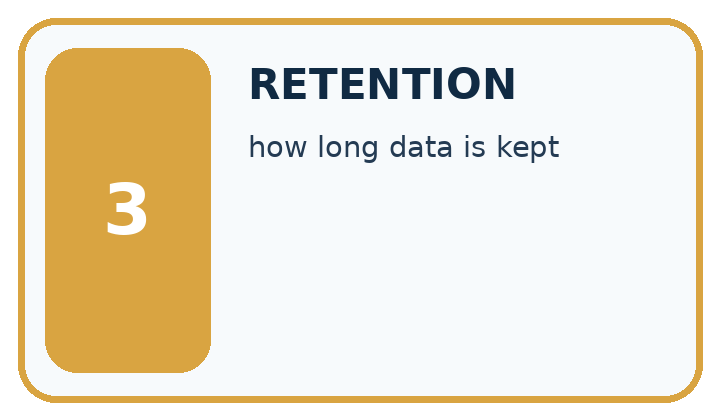 3
RETENTION
how long data is kept